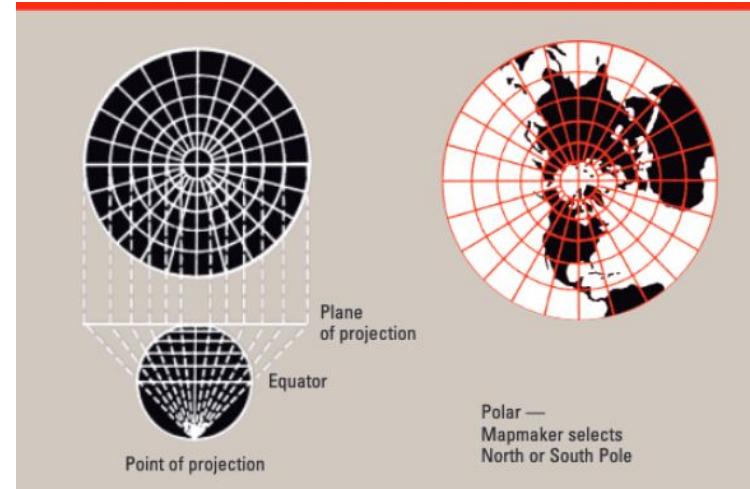 Plane
of projection
Equator
Point of projection
Polar —
Mapmaker selects
North or South Pole